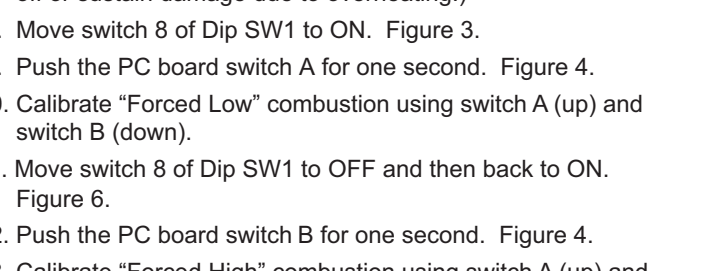 . Move switch 8 of Dip SW1 to ON. Figure 3.
. Push the PC board switch A for one second. Figure 4.
. Calibrate “Forced Low” combustion using switch A (up) and
switch B (down).
. Move switch 8 of Dip SW1 to OFF and then back to ON.
Figure 6.
. Push the PC board switch B for one second. Figure 4.
. Calibrate “Forced High” combustion using switch A (up) and